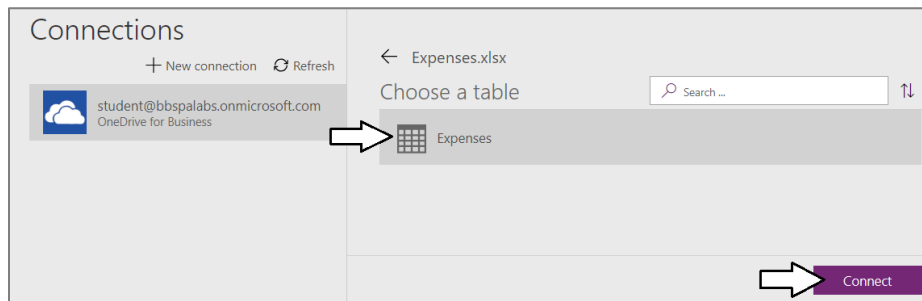 Connections
New connection
Refresh
student@bbspalabs.onmicrosoft.com
OneDrive for Business
Expenses.xlsx
Choose a table
Search ...
Expenses
Connect